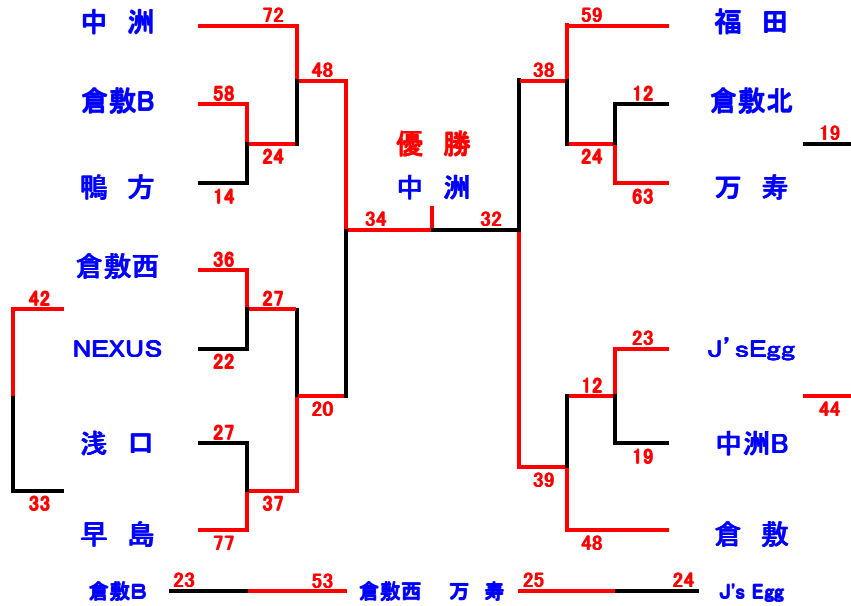 中 洲 72 59 福 田
48 38
倉敷B 58 12 倉敷北
優 勝 19
24 24
鴨 方 14 中 洲 63 万 寿
34 32
倉敷西 36
42 27
NEXUS 22 23 J'sEgg
12
20 44
浅 口 27 19 中洲B
39
33 37
早 島 77 48 倉 敷
倉敷B 23 53 倉敷西 万 寿 25 24 J's Egg